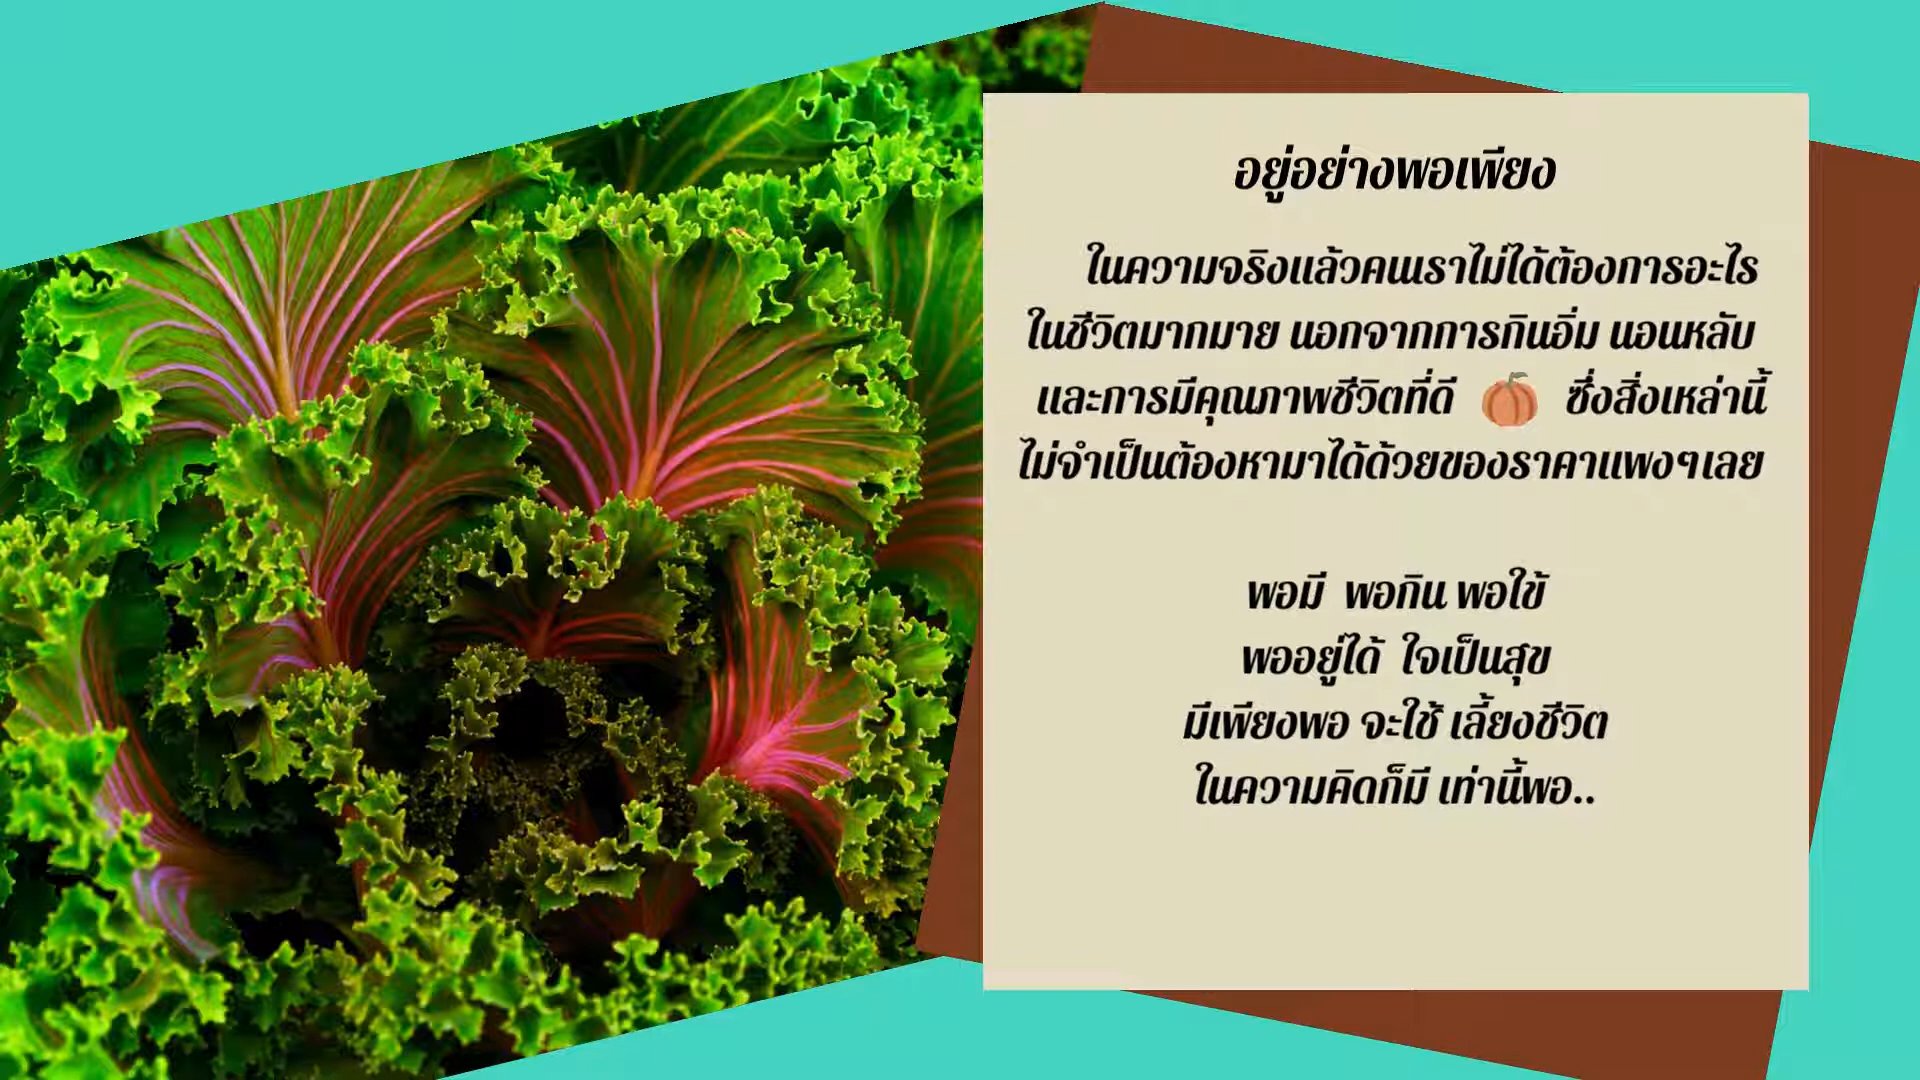 อยู่อย่างพอเพียง
ในความจริงแล้วคนเราไม่ได้ต้องการอะไร
ในชีวิตมากมาย นอกจากการกินอิ่ม นอนหลับ
และการมีคุณภาพชีวิตที่ดี ซึ่งสิ่งเหล่านี้
ไม่จำเป็นต้องหามาได้ด้วยของราคาแพงๆเลย
พอมี พอกิน พอใช้
พออยู่ได้ ใจเป็นสุข
มีเพียงพอ จะใช้ เลี้ยงชีวิต
ในความคิดก็มี เท่านี้พอ..